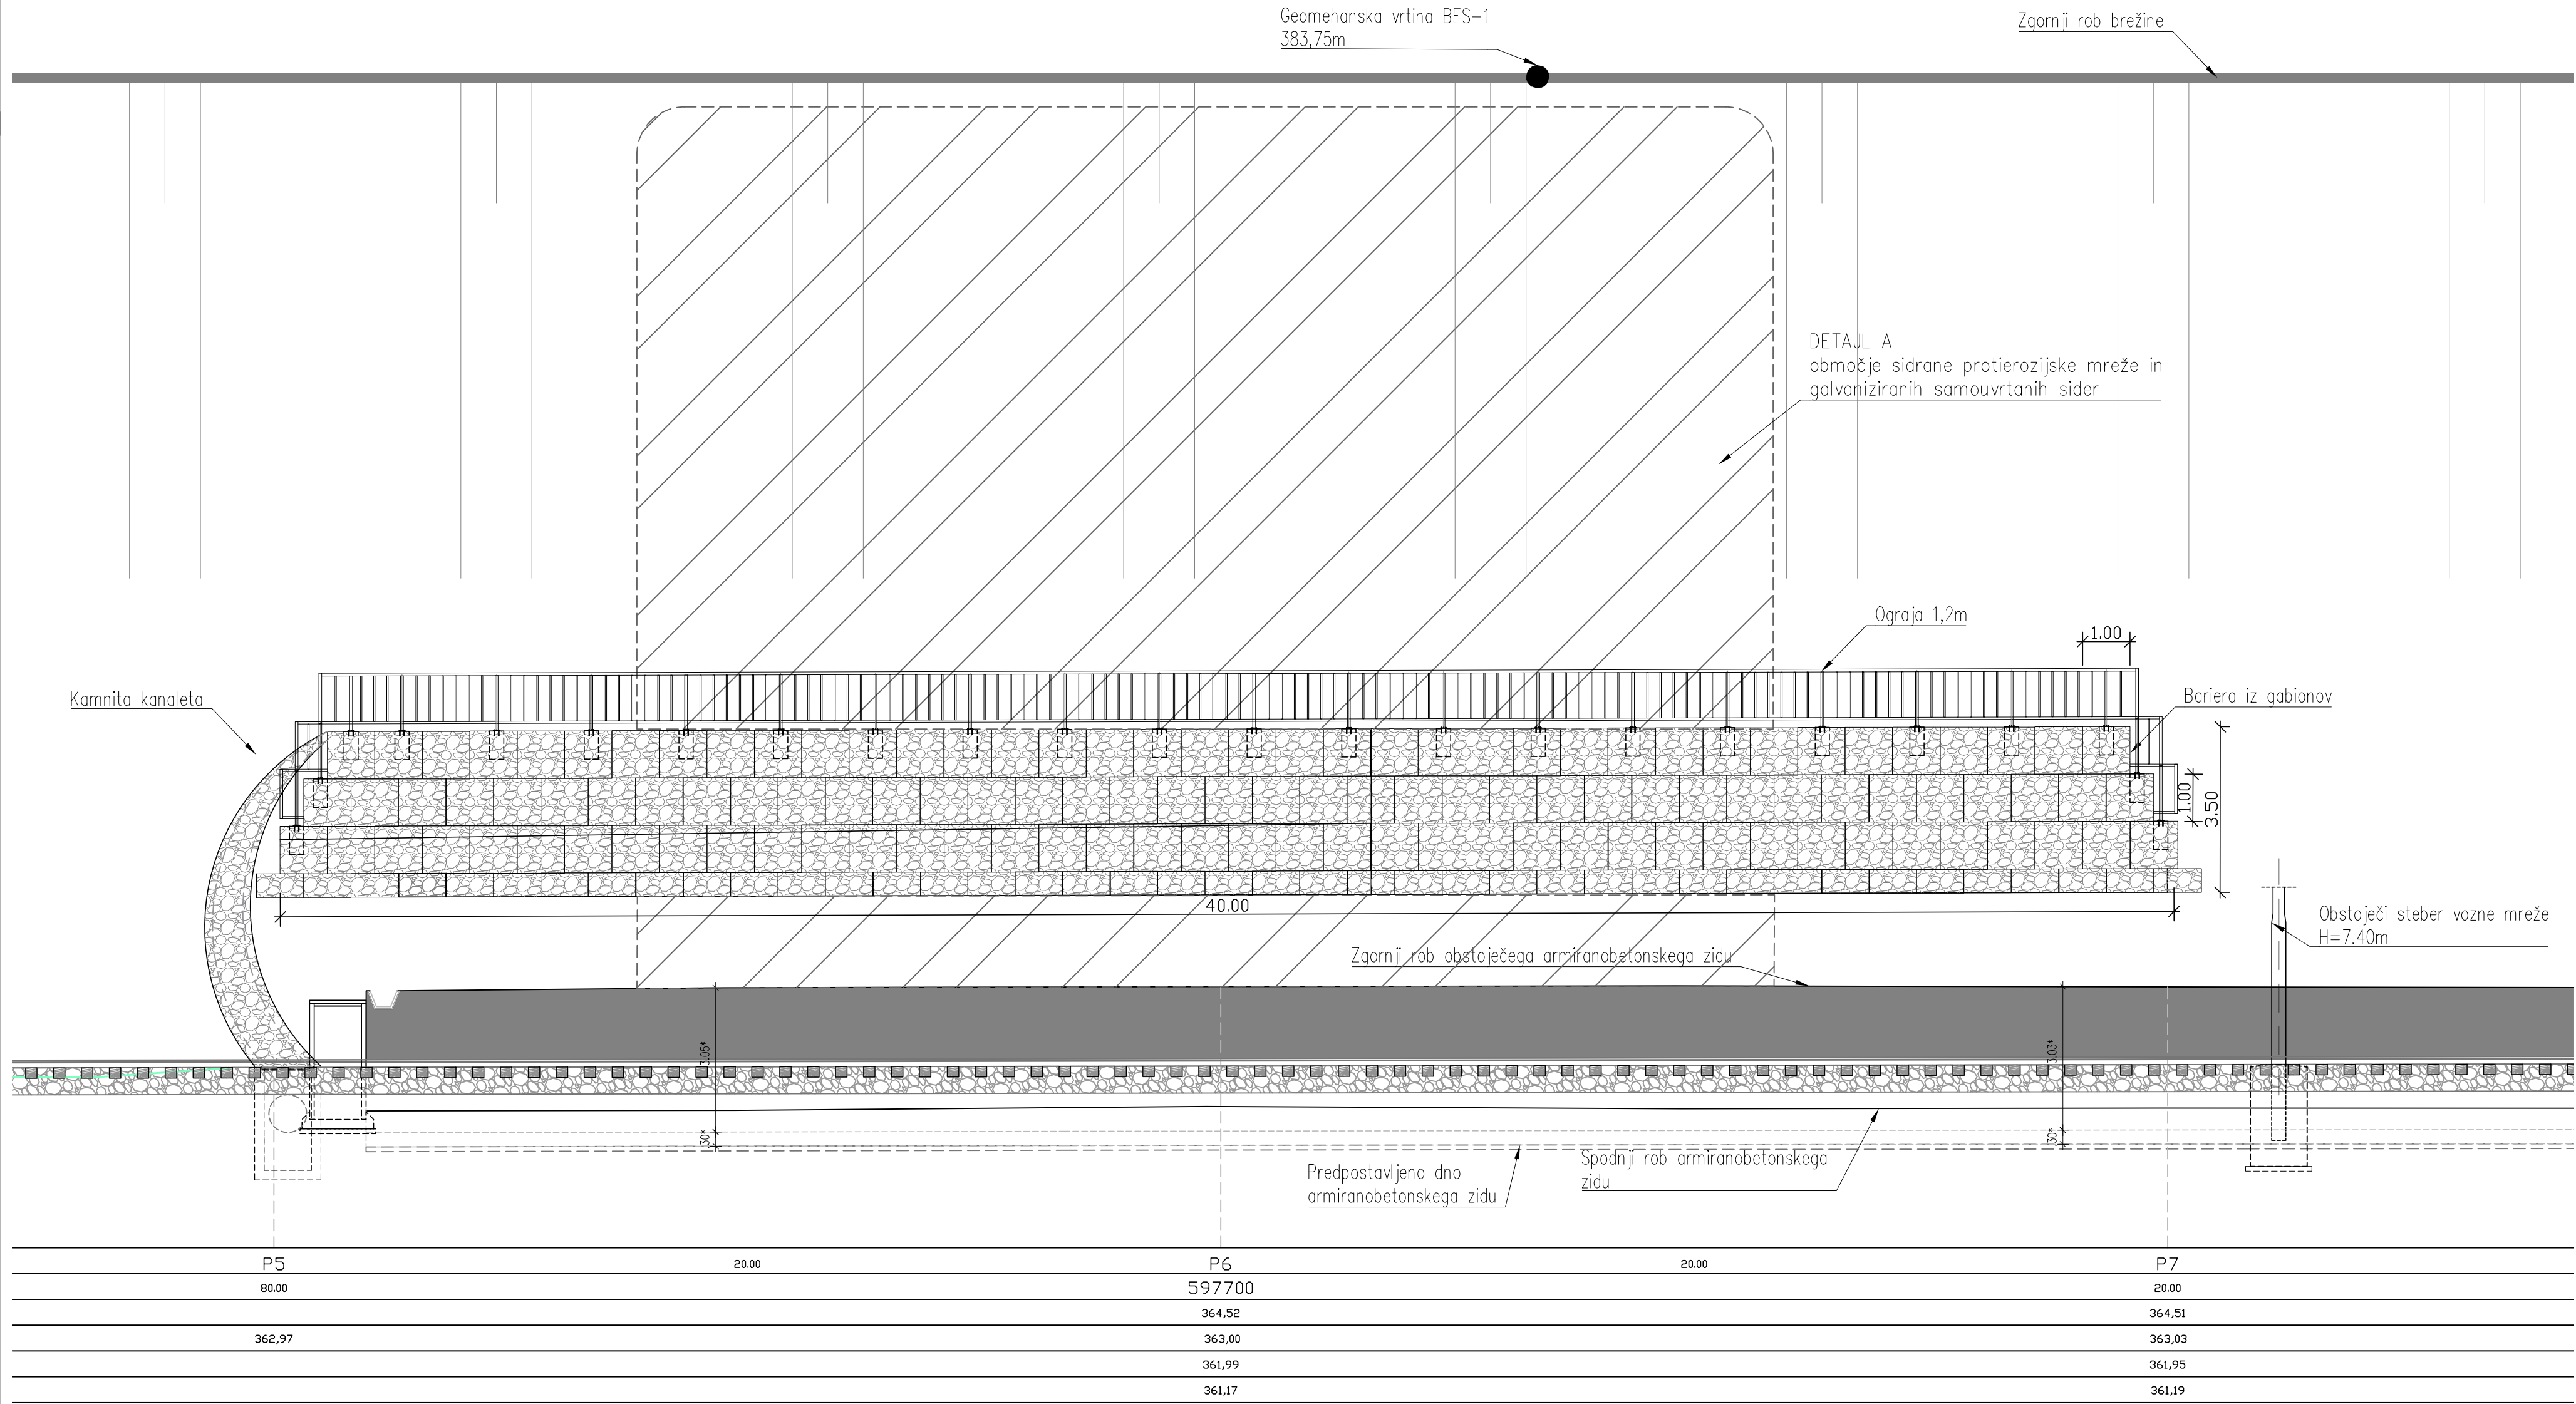 Geomehanska vrtina BES-1
383,75m
Zgornji rob brežine
DETAJL A
območje sidrane protierozijske mreže in
galvaniziranih samouvrtanih sider
Ograja 1,2m
1.00
Kamnita kanaleta
Bariera iz gabionov
1.00
3.50
40.00
Obstoječi steber vozne mreže
H=7.40m
Zgornji rob obstoječega armiranobetonskega zidu
3.05*
3.03*
.30*
.30*
Predpostavljeno dno
armiranobetonskega zidu
Spodnji rob armiranobetonskega
zidu
P5 20.00 P6 20.00 P7
80.00 597700 20.00
364,52 364,51
362,97 363,00 363,03
361,99 361,95
361,17 361,19